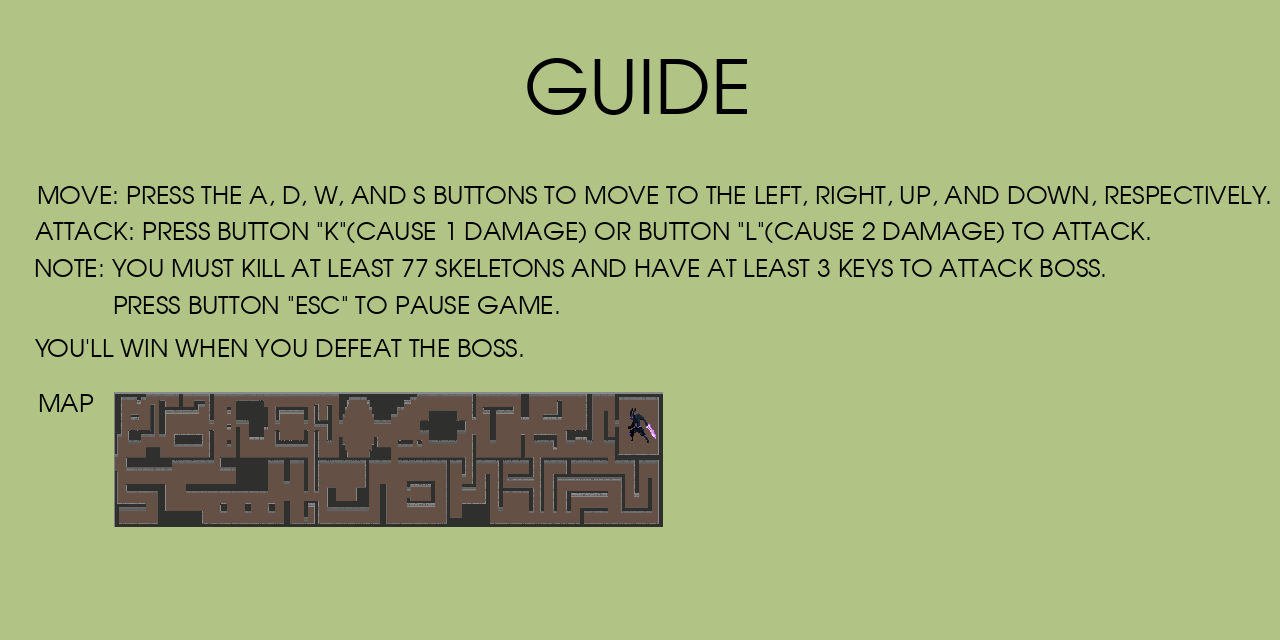 GUIDE
MOVE: PRESS THE A, D, W, AND S BUTTONS TO MOVE TO THE LEFT, RIGHT, UP, AND DOWN, RESPECTIVELY.
ATTACK: PRESS BUTTON "K"(CAUSE 1 DAMAGE) OR BUTTON "L"(CAUSE 2 DAMAGE) TO ATTACK.
NOTE: YOU MUST KILL AT LEAST 77 SKELETONS AND HAVE AT LEAST 3 KEYS TO ATTACK BOSS.
PRESS BUTTON "ESC" TO PAUSE GAME.
YOU'LL WIN WHEN YOU DEFEAT THE BOSS.
MAP